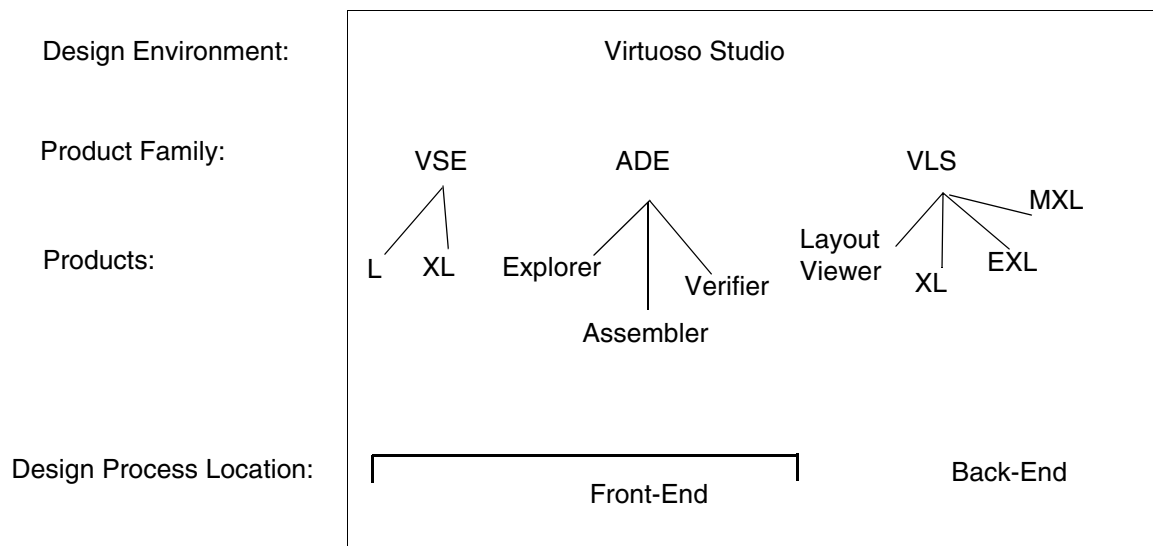 Design Environment: Virtuoso Studio
Product Family: VSE ADE VLS
MXL
Products: L XL Explorer Verifier Layout
Viewer XL EXL
Assembler
Design Process Location: Front-End Back-End